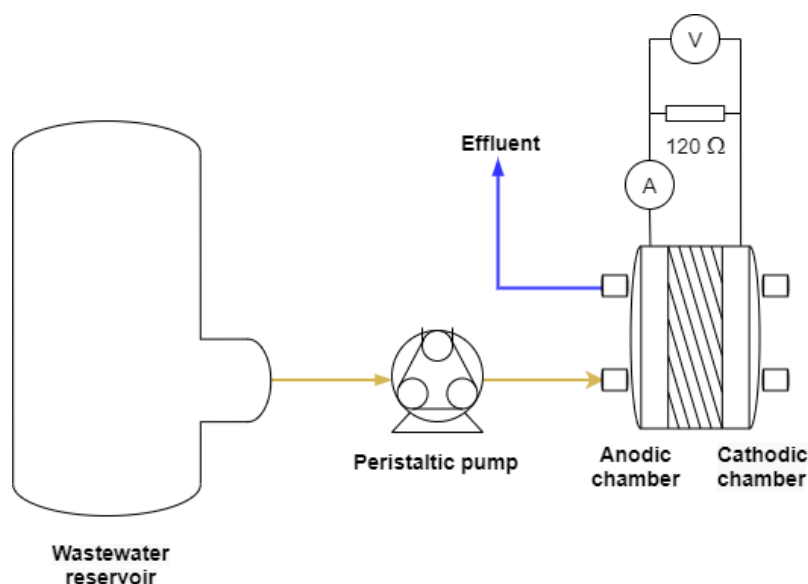 V
120 Ω
Effluent
A
Peristaltic pump
Anodic
chamber
Cathodic
chamber
Wastewater
reservoir